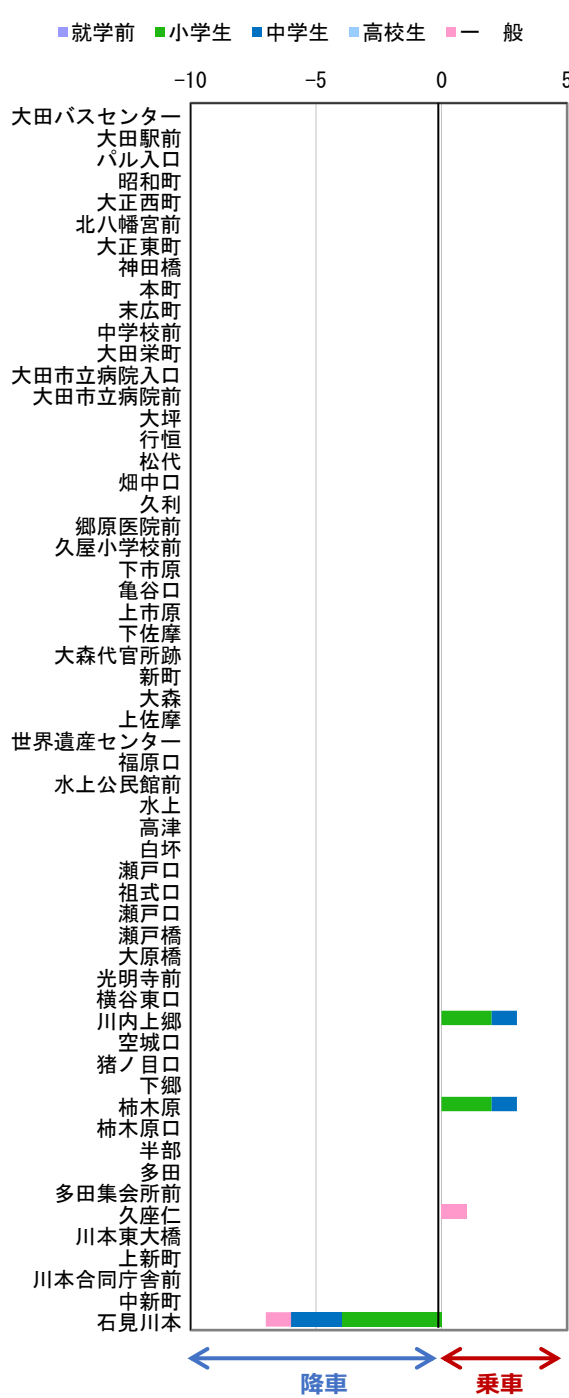 就学前 小学生 中学生 高校生 一　般
-10 -5 0 5
大田バスセンター
大田駅前
パル入口
昭和町
大正西町
北八幡宮前
大正東町
神田橋
本町
末広町
中学校前
大田栄町
大田市立病院入口
大田市立病院前
大坪
行恒
松代
畑中口
久利
郷原医院前
久屋小学校前
下市原
亀谷口
上市原
下佐摩
大森代官所跡
新町
大森
上佐摩
世界遺産センター
福原口
水上公民館前
水上
高津
白坏
瀬戸口
祖式口
瀬戸口
瀬戸橋
大原橋
光明寺前
横谷東口
川内上郷
空城口
猪ノ目口
下郷
柿木原
柿木原口
半部
多田
多田集会所前
久座仁
川本東大橋
上新町
川本合同庁舎前
中新町
石見川本
降車 乗車